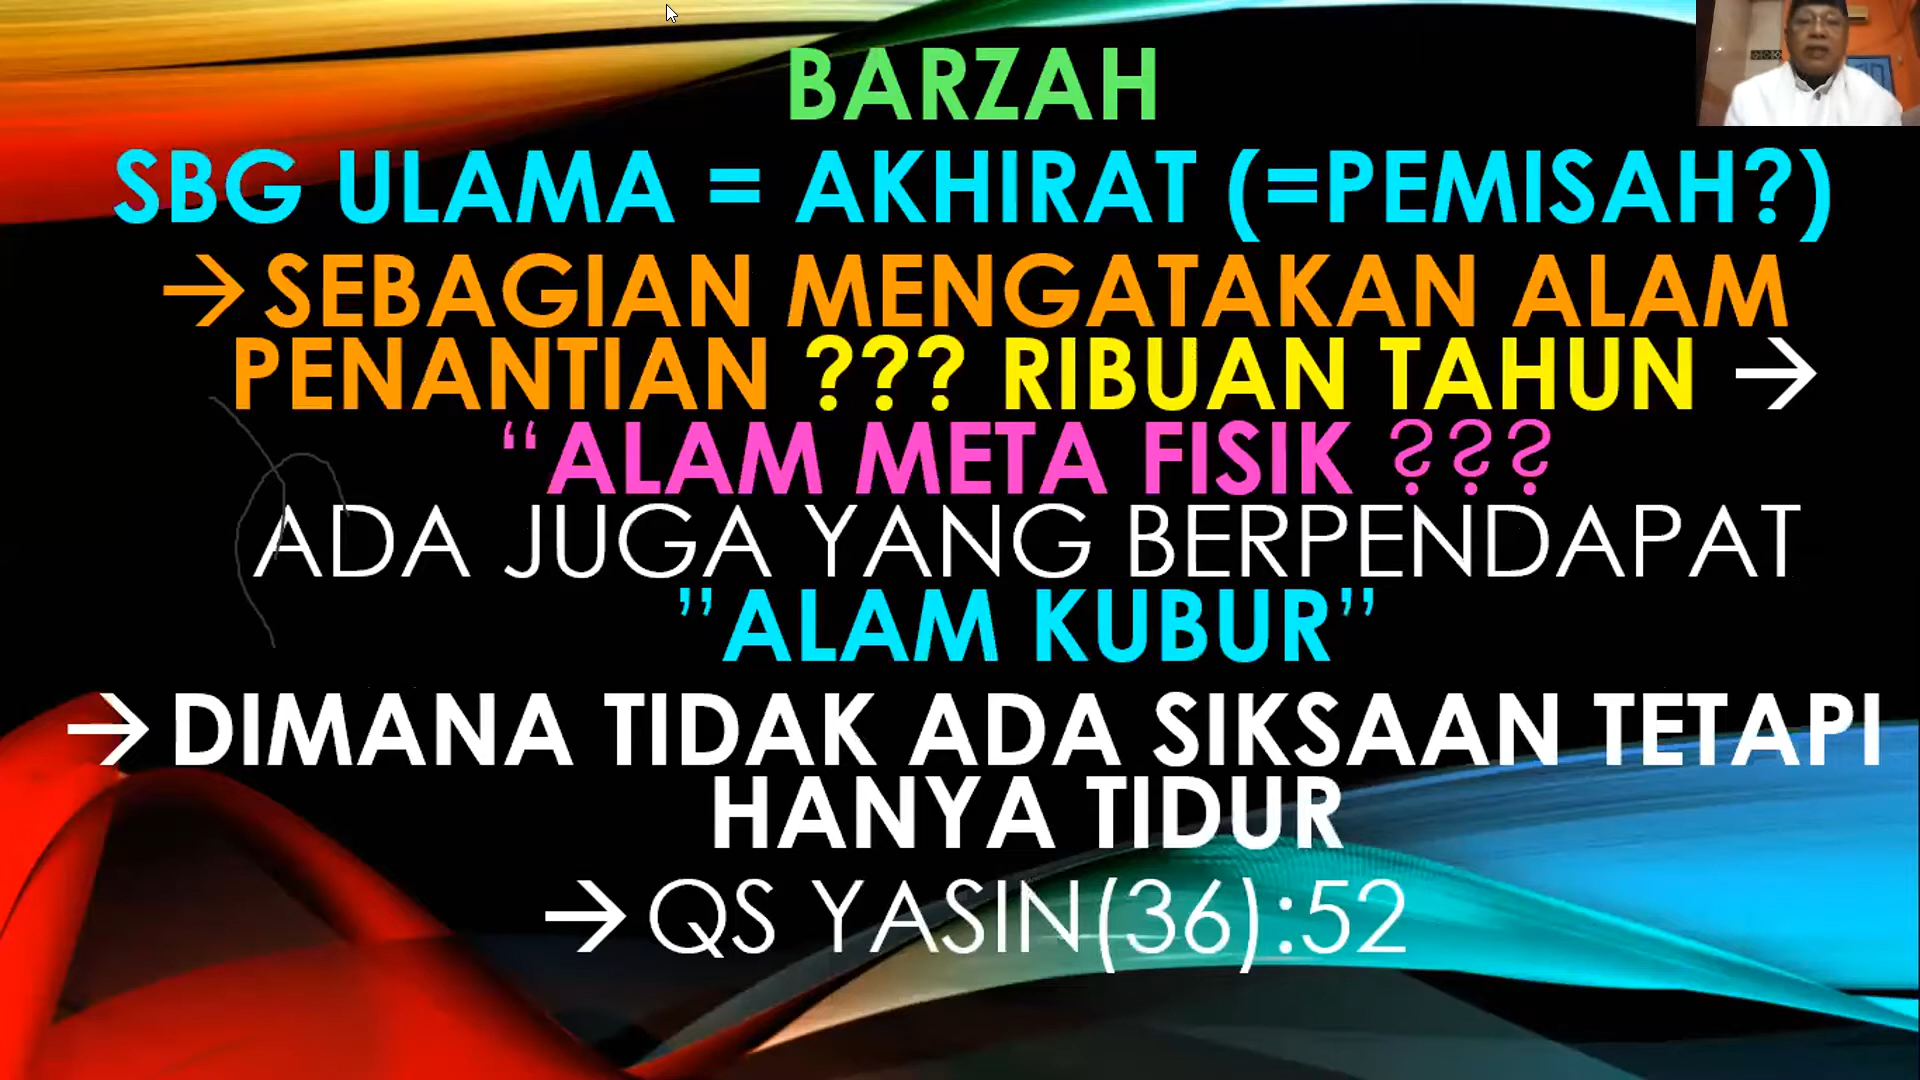 BARZAH
SBG ULAMA = AKHIRAT (=PEMISAH?)
→SEBAGIAN MENGATAKAN ALAM
PENANTIAN ??? RIBUAN TAHUN →
“ALAM META FISIK ???
ADA JUGA YANG BERPENDAPAT
”ALAM KUBUR”
→DIMANA TIDAK ADA SIKSAAN TETAPI
HANYA TIDUR
→QS YASIN(36):52